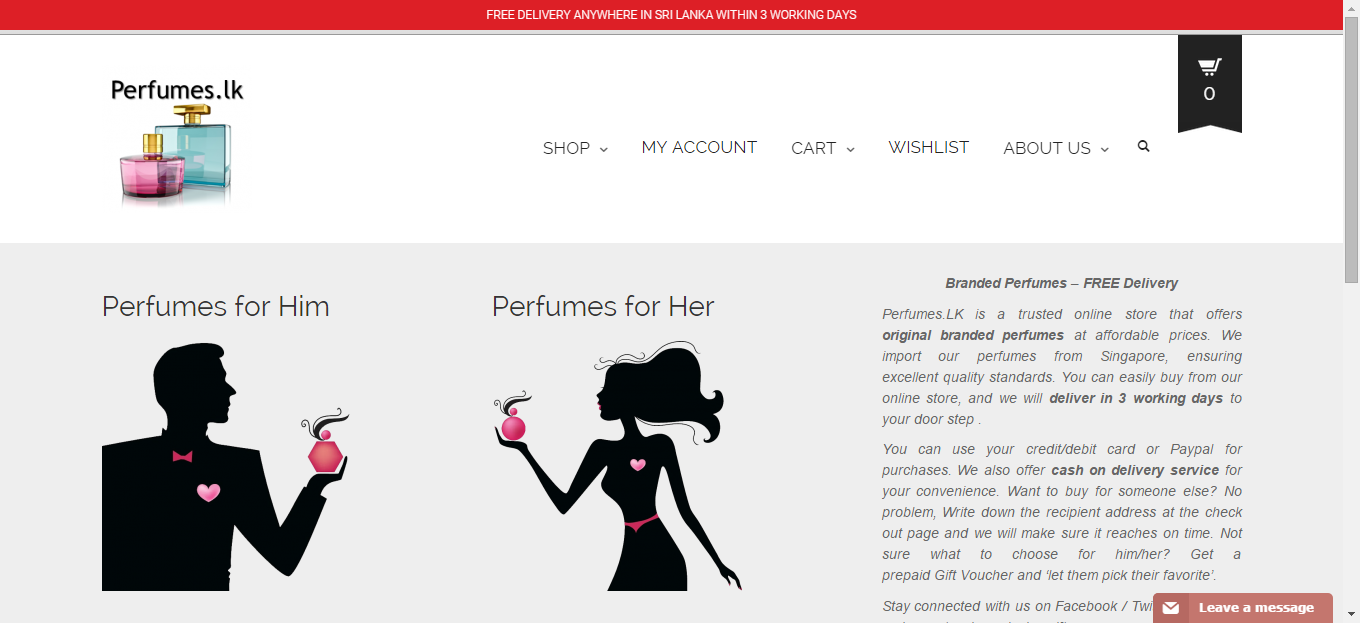 FREE DELIVERY ANYWHERE IN SRI LANKA WITHIN 3 WORKING DAYS
0
Perfumes.lk
SHOP MY ACCOUNT CART WISHLIST ABOUT US
Perfumes for Him
Perfumes for Her
Branded Perfumes – FREE Delivery
Perfumes.LK is a trusted online store that offers
original branded perfumes at affordable prices. We
import our perfumes from Singapore, ensuring
excellent quality standards. You can easily buy from our
online store, and we will deliver in 3 working days to
your door step .
You can use your credit/debit card or Paypal for
purchases. We also offer cash on delivery service for
your convenience. Want to buy for someone else? No
problem, Write down the recipient address at the check
out page and we will make sure it reaches on time. Not
sure what to choose for him/her? Get a
prepaid Gift Voucher and ‘let them pick their favorite’.
Stay connected with us on Facebook /
Leave a message